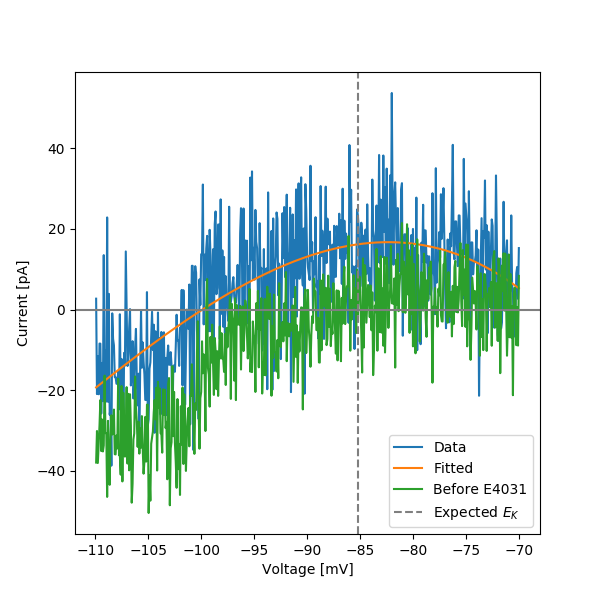 40
20
0
−20
−40
Current [pA]
Data
Fitted
Before E4031
Expected E_K
−110 −105 −100 −95 −90 −85 −80 −75 −70
Voltage [mV]